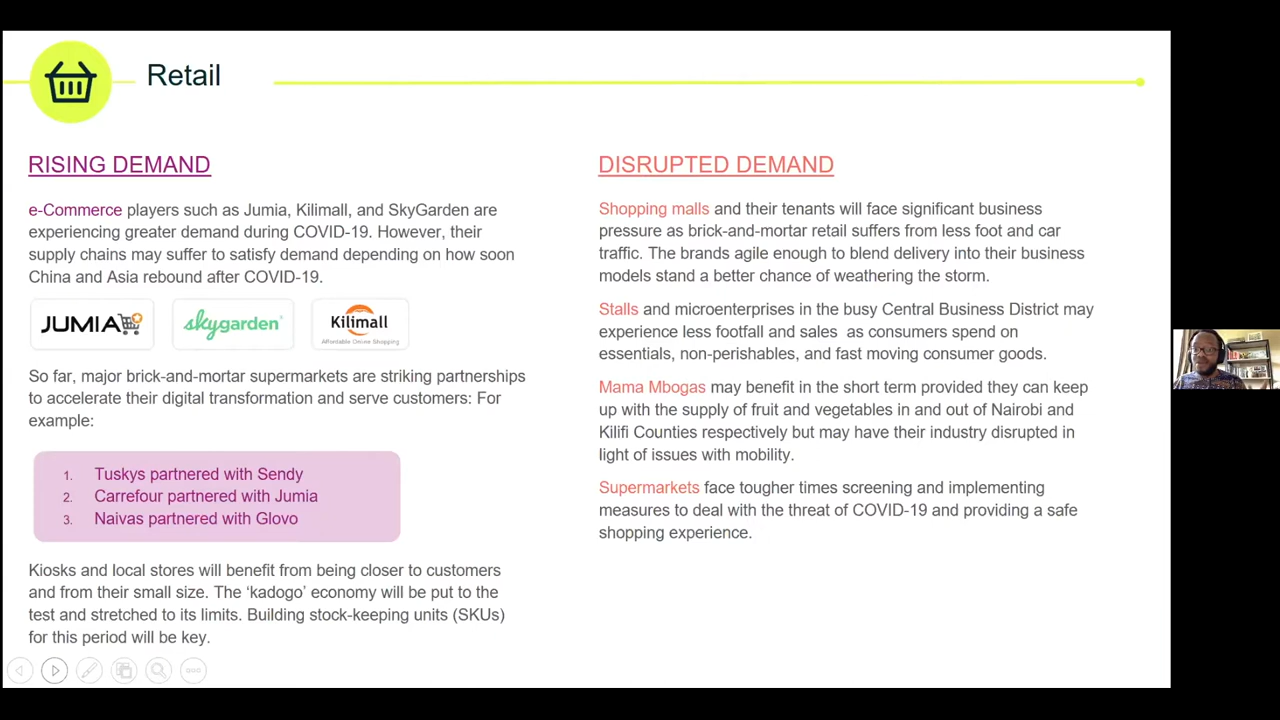 Retail
RISING DEMAND
e-Commerce players such as Jumia, Kilimall, and SkyGarden are
experiencing greater demand during COVID-19. However, their
supply chains may suffer to satisfy demand depending on how soon
China and Asia rebound after COVID-19.
JUMIA
skygarden
Kilimall
Affordable Online Shopping
So far, major brick-and-mortar supermarkets are striking partnerships
to accelerate their digital transformation and serve customers: For
example:
1. Tuskys partnered with Sendy
2. Carrefour partnered with Jumia
3. Naivas partnered with Glovo
Kiosks and local stores will benefit from being closer to customers
and from their small size. The ‘kadogo’ economy will be put to the
test and stretched to its limits. Building stock-keeping units (SKUs)
for this period will be key.
DISRUPTED DEMAND
Shopping malls and their tenants will face significant business
pressure as brick-and-mortar retail suffers from less foot and car
traffic. The brands agile enough to blend delivery into their business
models stand a better chance of weathering the storm.
Stalls and microenterprises in the busy Central Business District may
experience less footfall and sales as consumers spend on
essentials, non-perishables, and fast moving consumer goods.
Mama Mbogas may benefit in the short term provided they can keep
up with the supply of fruit and vegetables in and out of Nairobi and
Kilifi Counties respectively but may have their industry disrupted in
light of issues with mobility.
Supermarkets face tougher times screening and implementing
measures to deal with the threat of COVID-19 and providing a safe
shopping experience.